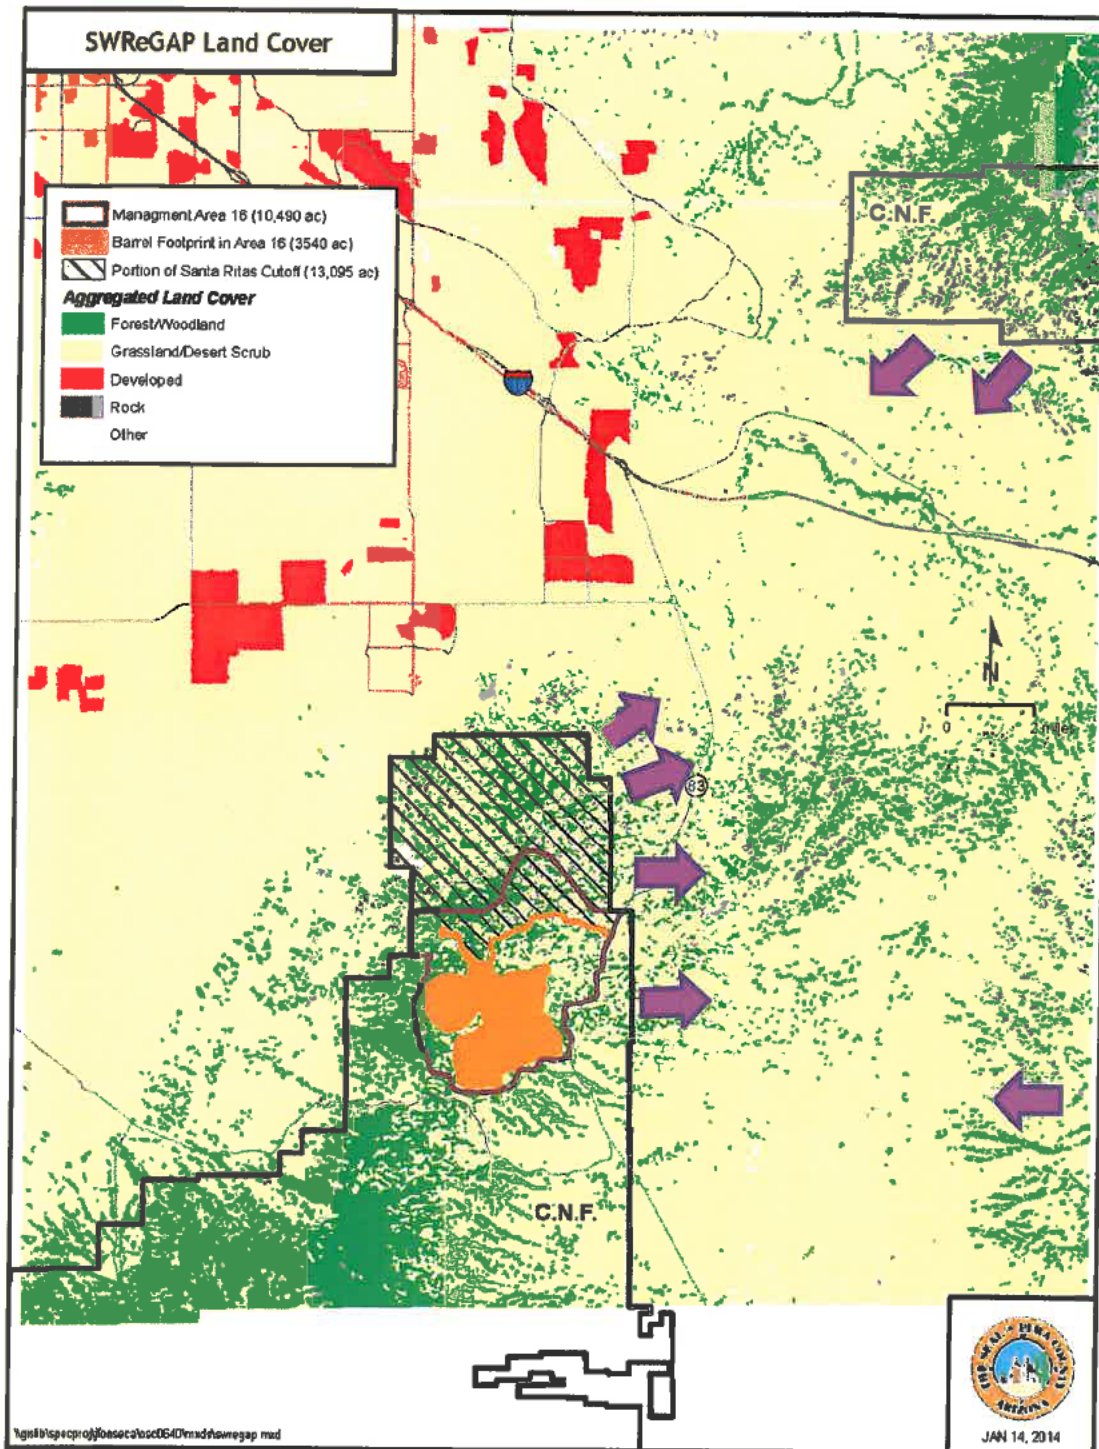 SWReGAP Land Cover
Managment Area 16 (10,490 ac)
Barrel Footprint in Area 16 (3540 ac)
Portion of Santa Ritas Cutoff (13,095 ac)
Aggregated Land Cover
Forest/Woodland
Grassland/Desert Scrub
Developed
Rock
Other
C.N.F.
N
0 2 miles
83
C.N.F.
ARIZONA
JAN 14, 2014